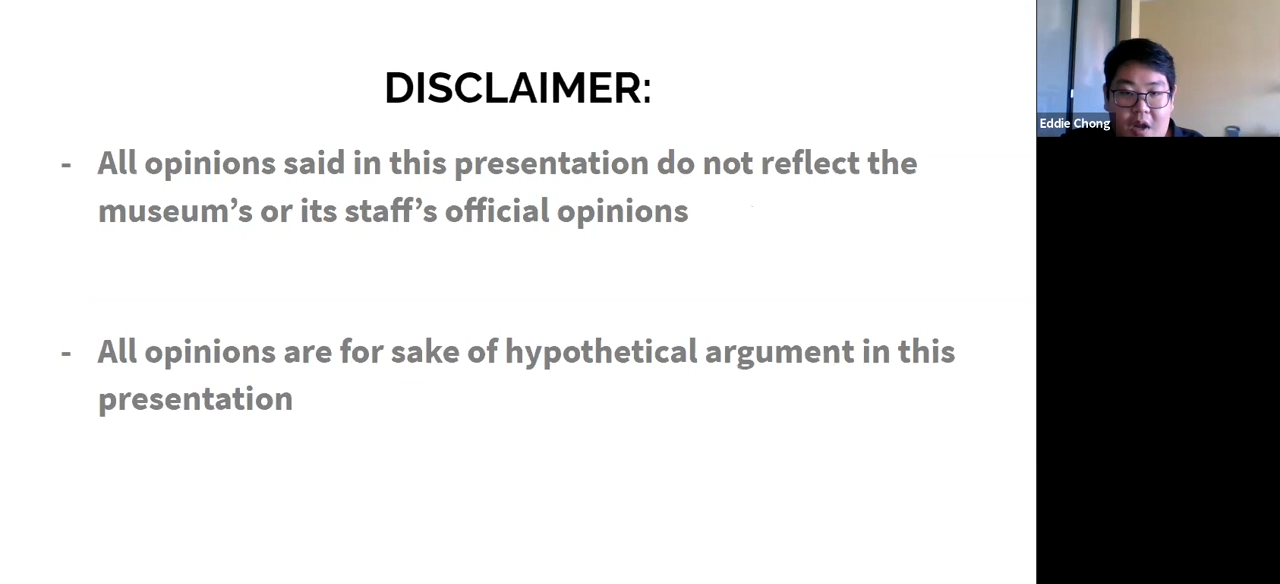 DISCLAIMER:
- All opinions said in this presentation do not reflect the
museum’s or its staff’s official opinions
- All opinions are for sake of hypothetical argument in this
presentation
Eddie Chong